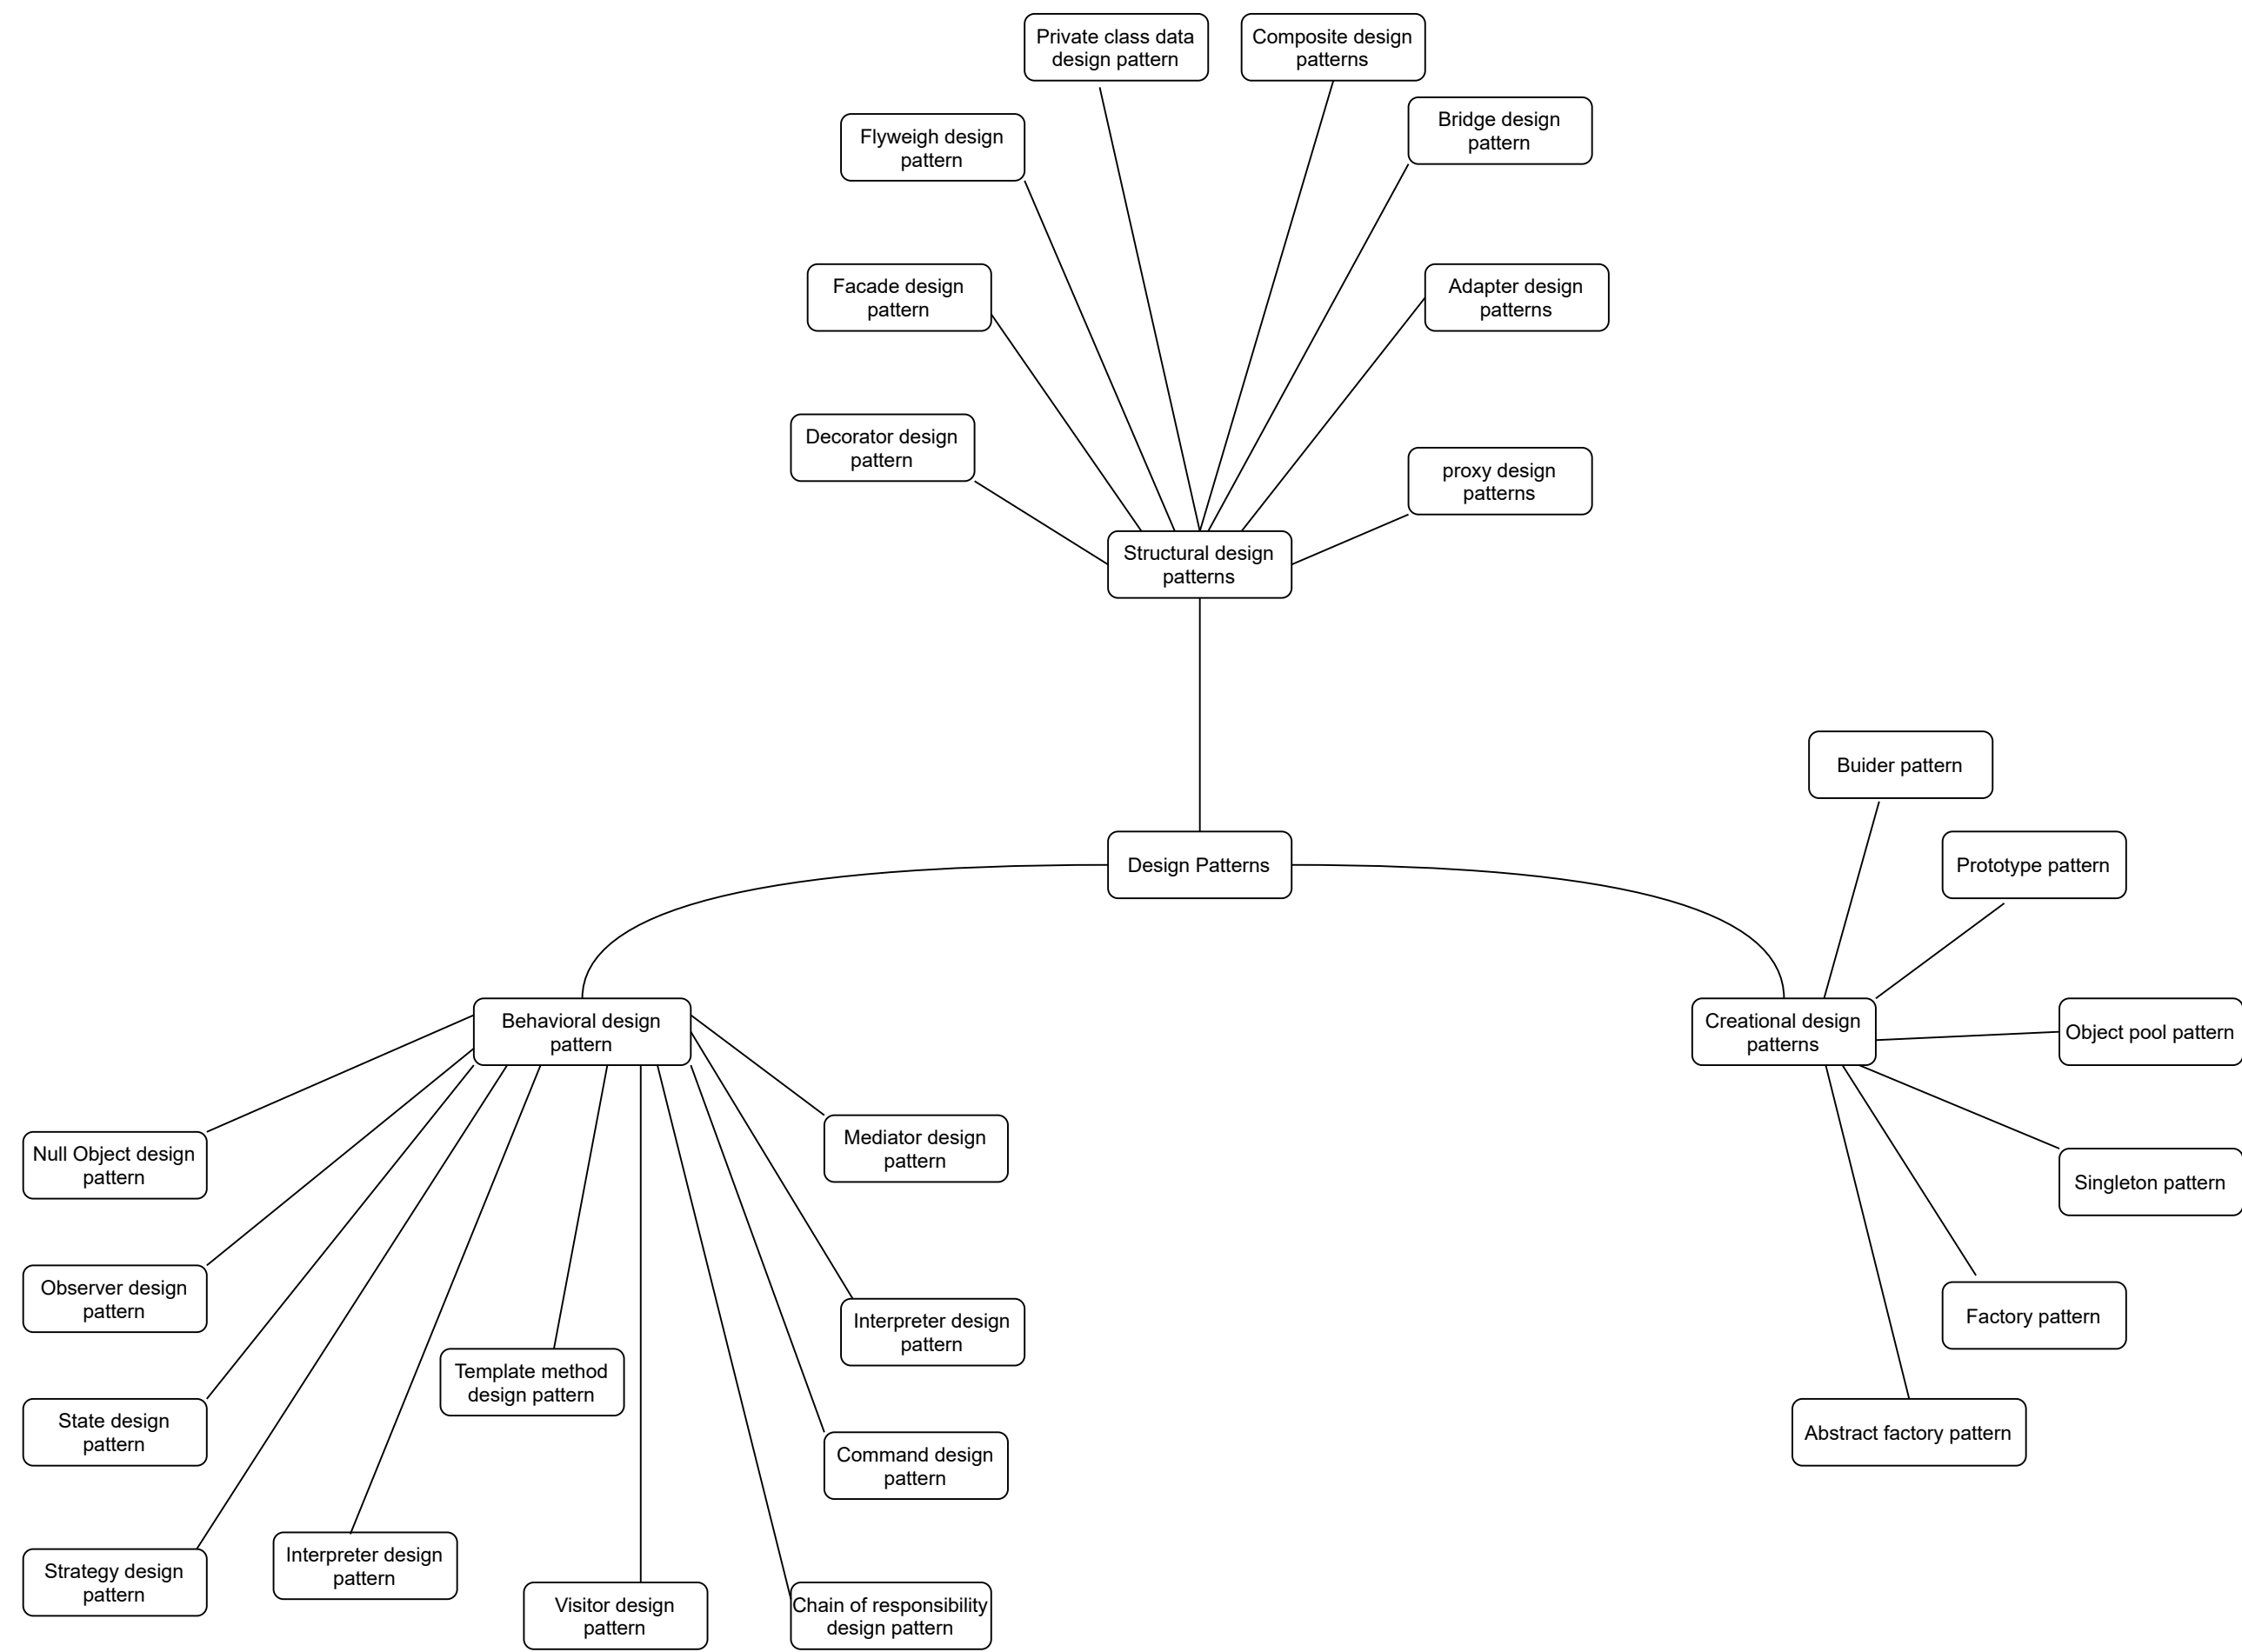 Private class data
design pattern
Composite design
patterns
Bridge design
pattern
Flyweigh design
pattern
Facade design
pattern
Adapter design
patterns
Decorator design
pattern
proxy design
patterns
Structural design
patterns
Buider pattern
Design Patterns
Prototype pattern
Behavioral design
pattern
Creational design
patterns
Object pool pattern
Mediator design
pattern
Null Object design
pattern
Singleton pattern
Observer design
pattern
Interpreter design
pattern
Factory pattern
Template method
design pattern
State design
pattern
Command design
pattern
Abstract factory pattern
Strategy design
pattern
Interpreter design
pattern
Visitor design
pattern
Chain of responsibility
design pattern